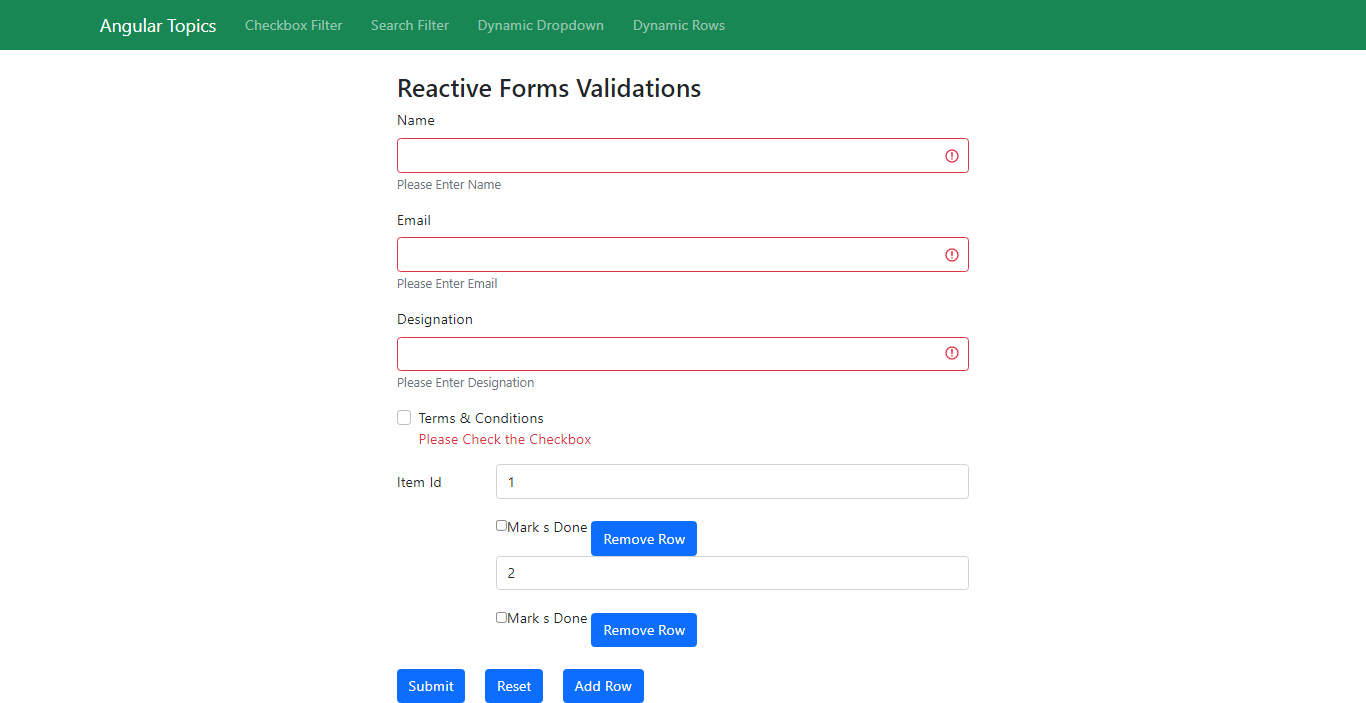 Angular Topics Checkbox Filter Search Filter Dynamic Dropdown Dynamic Rows
Reactive Forms Validations
Name
Please Enter Name
Email
Please Enter Email
Designation
Please Enter Designation
Terms & Conditions
Please Check the Checkbox
Item Id 1
Mark s Done Remove Row
2
Mark s Done Remove Row
Submit Reset Add Row